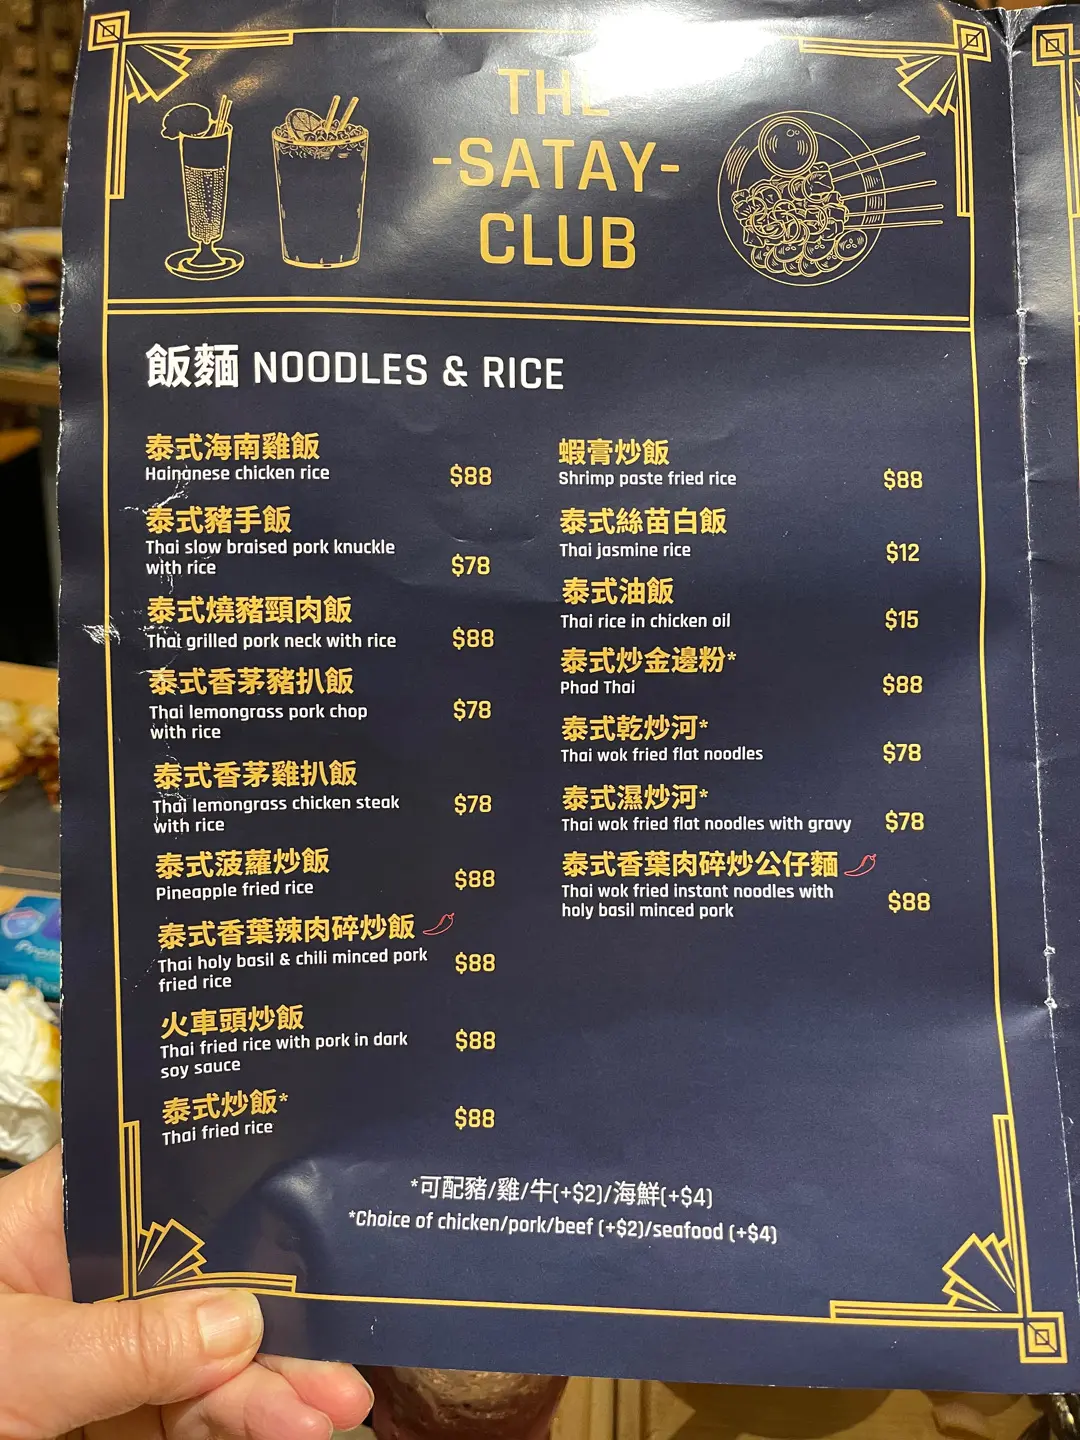 THE
-SATAY-
CLUB
飯麵 NOODLES & RICE
泰式海南雞飯
Hainanese chicken rice
$88
泰式豬手飯
Thai slow braised pork knuckle
with rice
$78
泰式燒豬頸肉飯
Thai grilled pork neck with rice
$88
泰式香茅豬扒飯
Thai lemongrass pork chop
with rice
$78
泰式香茅雞扒飯
Thai lemongrass chicken steak
with rice
$78
泰式菠蘿炒飯
Pineapple fried rice
$88
泰式香葉辣肉碎炒飯
Thai holy basil & chili minced pork
fried rice
$88
火車頭炒飯
Thai fried rice with pork in dark
soy sauce
$88
泰式炒飯*
Thai fried rice
$88
蝦膏炒飯
Shrimp paste fried rice
$88
泰式絲苗白飯
Thai jasmine rice
$12
泰式油飯
Thai rice in chicken oil
$15
泰式炒金邊粉*
Phad Thai
$88
泰式乾炒河*
Thai wok fried flat noodles
$78
泰式濕炒河*
Thai wok fried flat noodles with gravy
$78
泰式香葉肉碎炒公仔麵
Thai wok fried instant noodles with
holy basil minced pork
$88
*可配豬/雞/牛(+$2)/海鮮(+$4)
*Choice of chicken/pork/beef (+$2)/seafood (+$4)